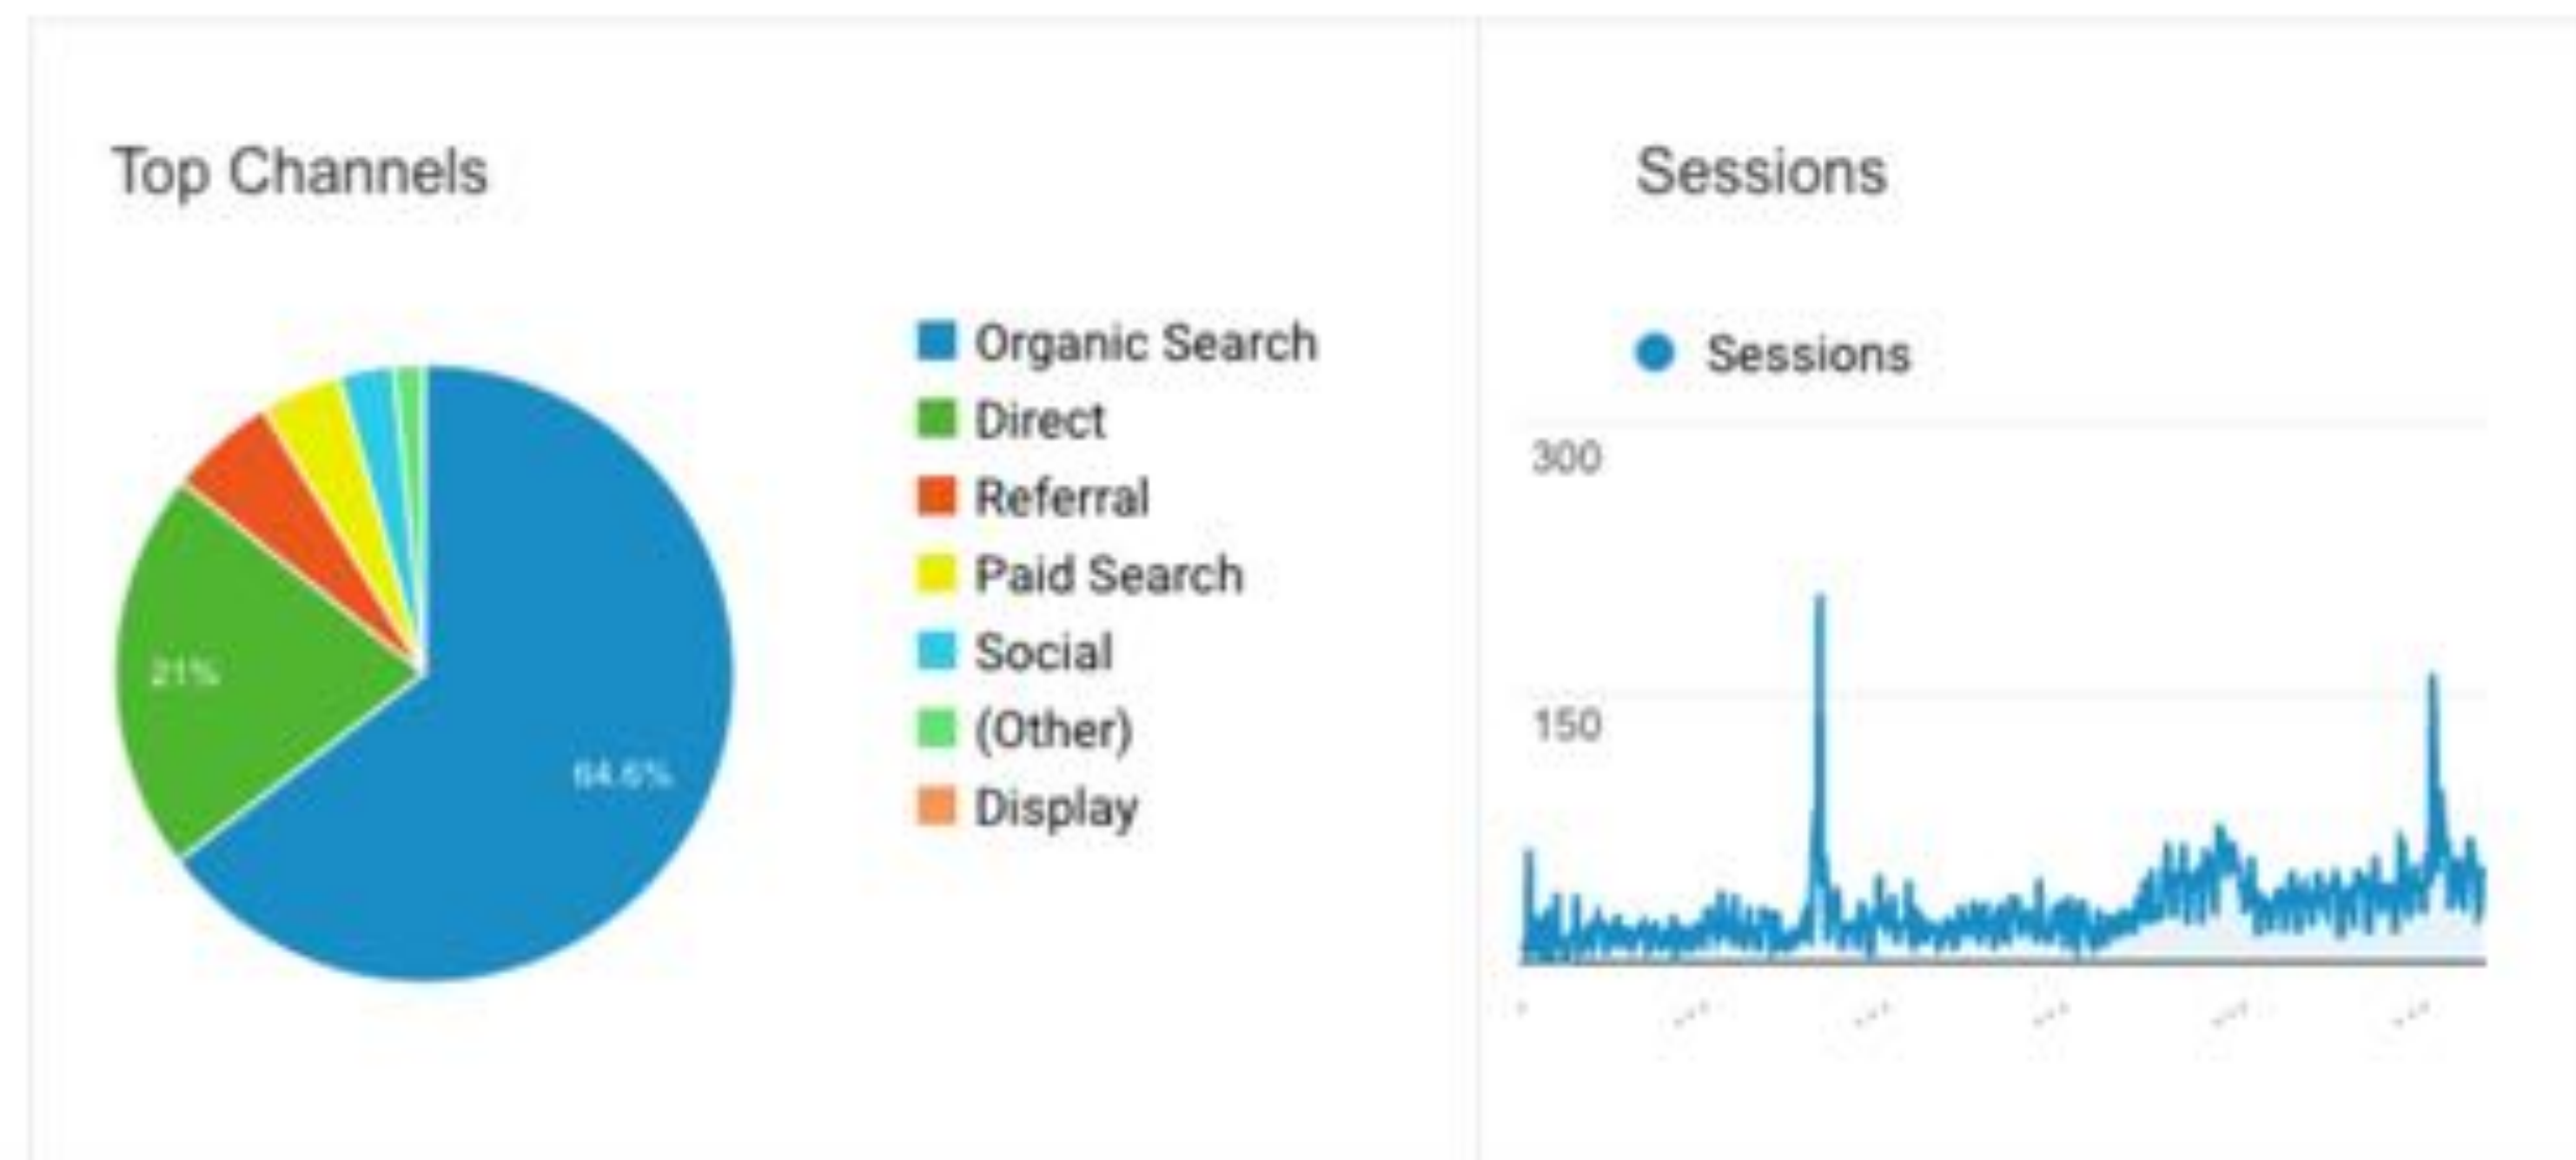 Top Channels
21%
64.6%
Organic Search
Direct
Referral
Paid Search
Social
(Other)
Display
Sessions
Sessions
300
150